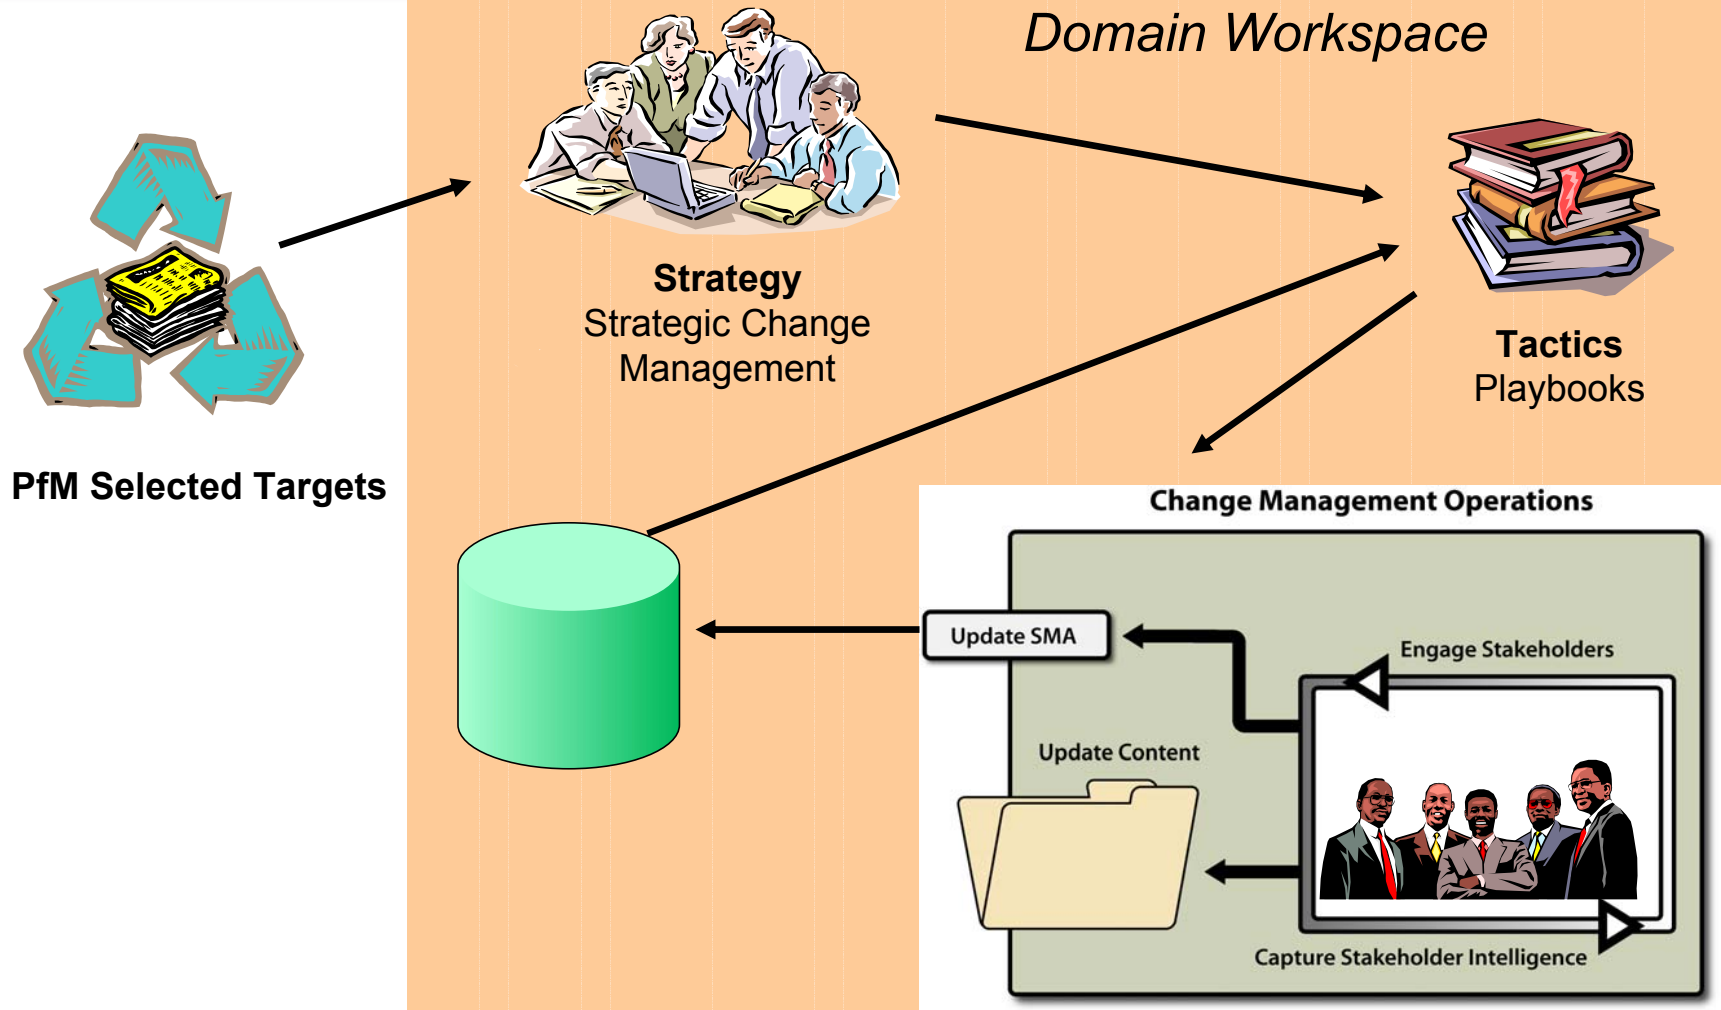 Domain Workspace
Strategy
Strategic Change
Management
Tactics
Playbooks
PfM Selected Targets
Change Management Operations
Update SMA
Engage Stakeholders
Update Content
Capture Stakeholder Intelligence